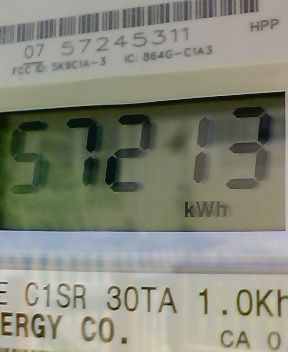 HPP
07 57245311
FCC ID: SK9C1A-3 IC: 864G-C1A3
57213
kWh
E C1SR 30TA 1.0Kh
ERGY CO.
CA 0